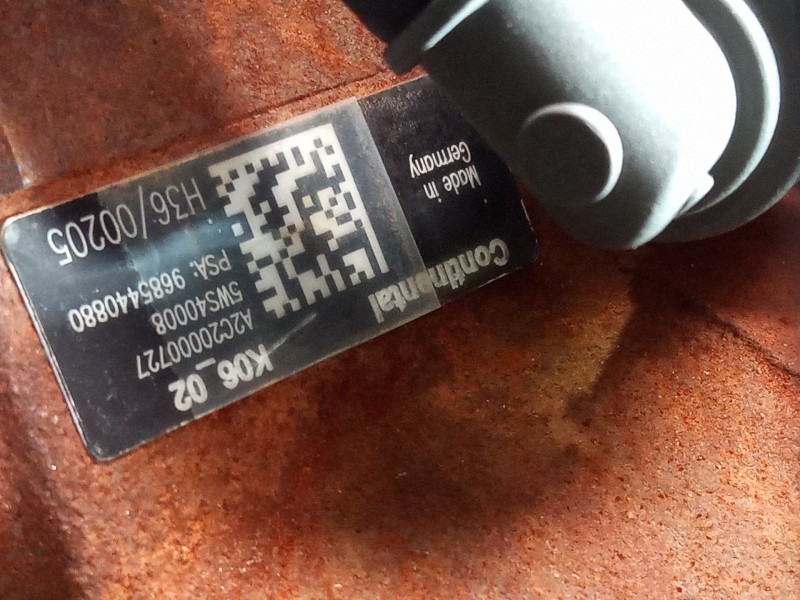 Continental
Made in
Germany
K06_02
A2C20000727
5WS40008
PSA: 9685440880
H36/00205